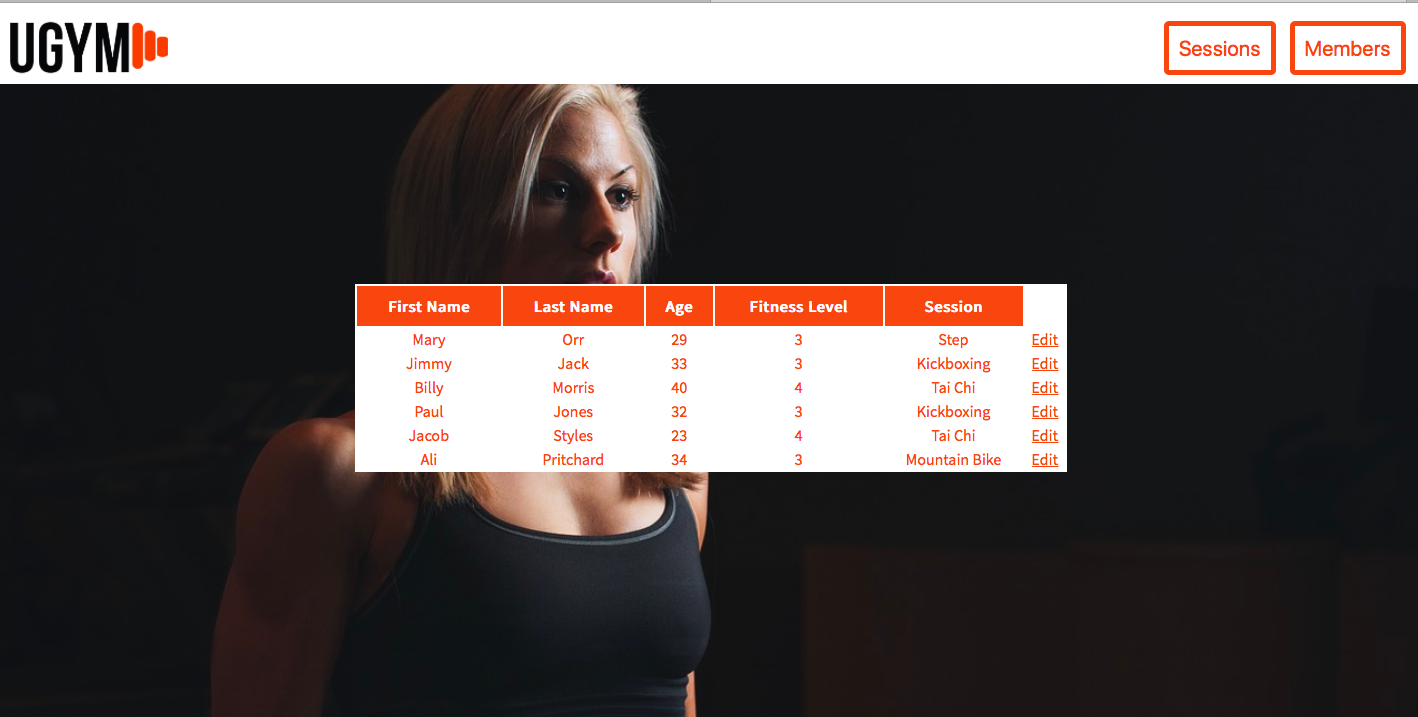 UGYM
Sessions Members
First Name Last Name Age Fitness Level Session
Mary Orr 29 3 Step Edit
Jimmy Jack 33 3 Kickboxing Edit
Billy Morris 40 4 Tai Chi Edit
Paul Jones 32 3 Kickboxing Edit
Jacob Styles 23 4 Tai Chi Edit
Ali Pritchard 34 3 Mountain Bike Edit